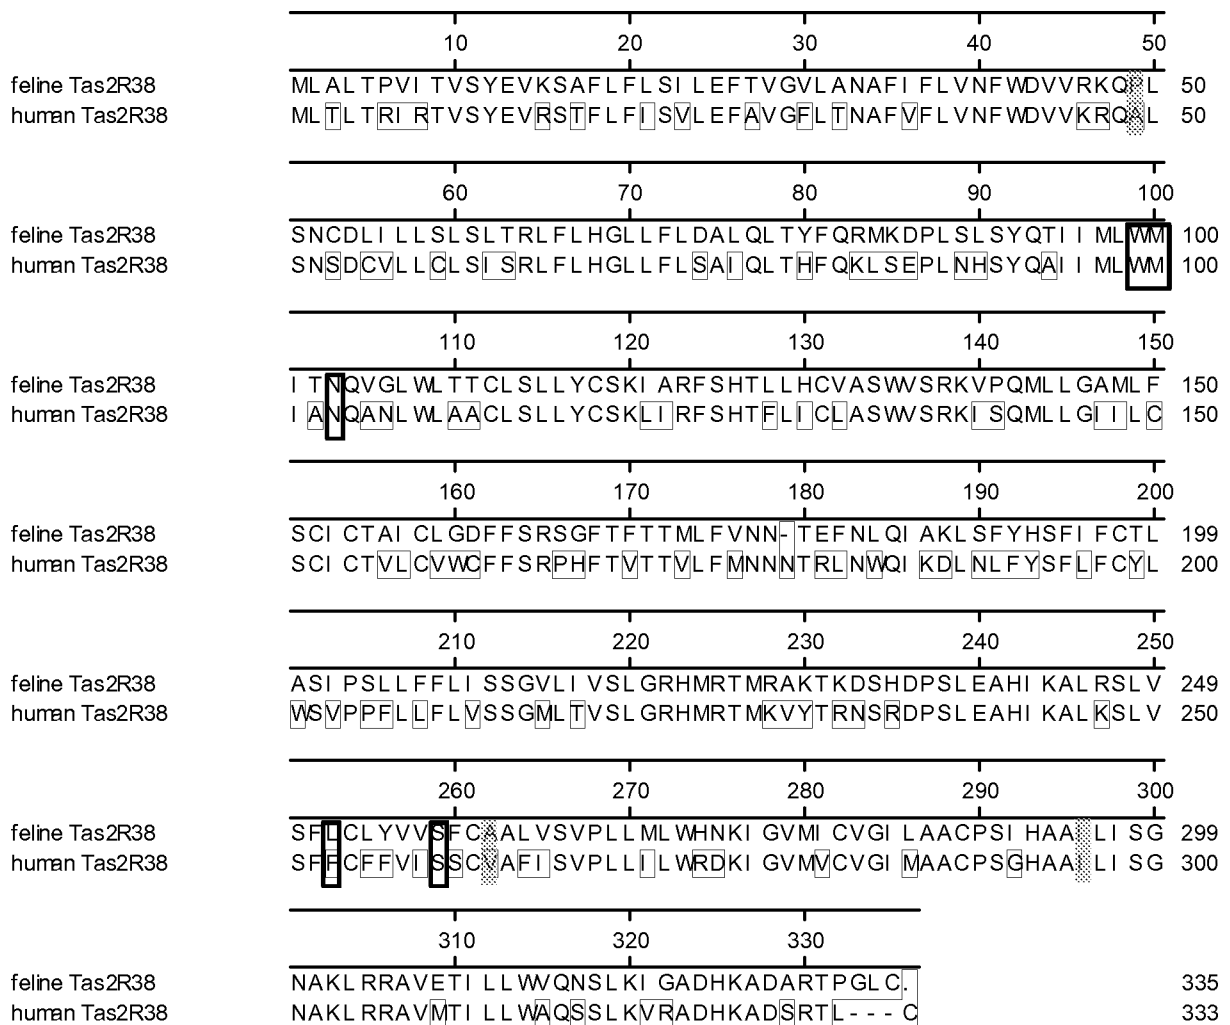 10 20 30 40 50
feline Tas2R38 MLALTPVITVSYEVKSAFLFLSILEFTVGVLANAFIFLVNFWDVVRKQPL 50
human Tas2R38 MLTLTRIRTVSYEVRSTFLFISVLEFAVGFLTNAFVFLVNFWDVVKRQAL 50
60 70 80 90 100
feline Tas2R38 SNCDLILLSLSLTRLFLHGLLFLDALQLTYFQRMKDPLSLSYQTIIMLWM 100
human Tas2R38 SNSDCVLLCLSISRLFLHGLLFLSAIQLTHFQKLSEPLNHSYQAIIMLWM 100
110 120 130 140 150
feline Tas2R38 ITNQVGLWLTTCLSLLYCSKIARFSHTLLHCVASWVSRKVPQMLLGAMLF 150
human Tas2R38 IANQANLWLAACLSLLYCSKLIRFSHTFLICLASWVSRKISQMLLGIILC 150
160 170 180 190 200
feline Tas2R38 SCICTAICLGDFFSRSGFTFTTMLFVNN-TEFNLQIAKLSFYHSFIFCTL 199
human Tas2R38 SCICTVLCVWCFFSRPHFTVTTVLFMNNNTRLNWQIKDLNLFYSFLFCYL 200
210 220 230 240 250
feline Tas2R38 ASIPSLLFFLISSGVLIVSLGRHMRTMRAKTKDSHDPSLEAHIKALRSLV 249
human Tas2R38 WSVPPFLLFLVSSGMLTVSLGRHMRTMKVYTRNSRDPSLEAHIKALKSLV 250
260 270 280 290 300
feline Tas2R38 SFLCLYVVSFCAALVSVPLLMLWHNKIGVMICVGILAACPSIHAAILISG 299
human Tas2R38 SFFCFFVISSCVAFISVPLLILWRDKIGVMVCVGIMAACPSGHAAILISG 300
310 320 330
feline Tas2R38 NAKLRRAVETILLWVQNSLKIGADHKADARTPGLC. 335
human Tas2R38 NAKLRRAVMTILLWAQSSLKVRADHKADSRTL---C 333